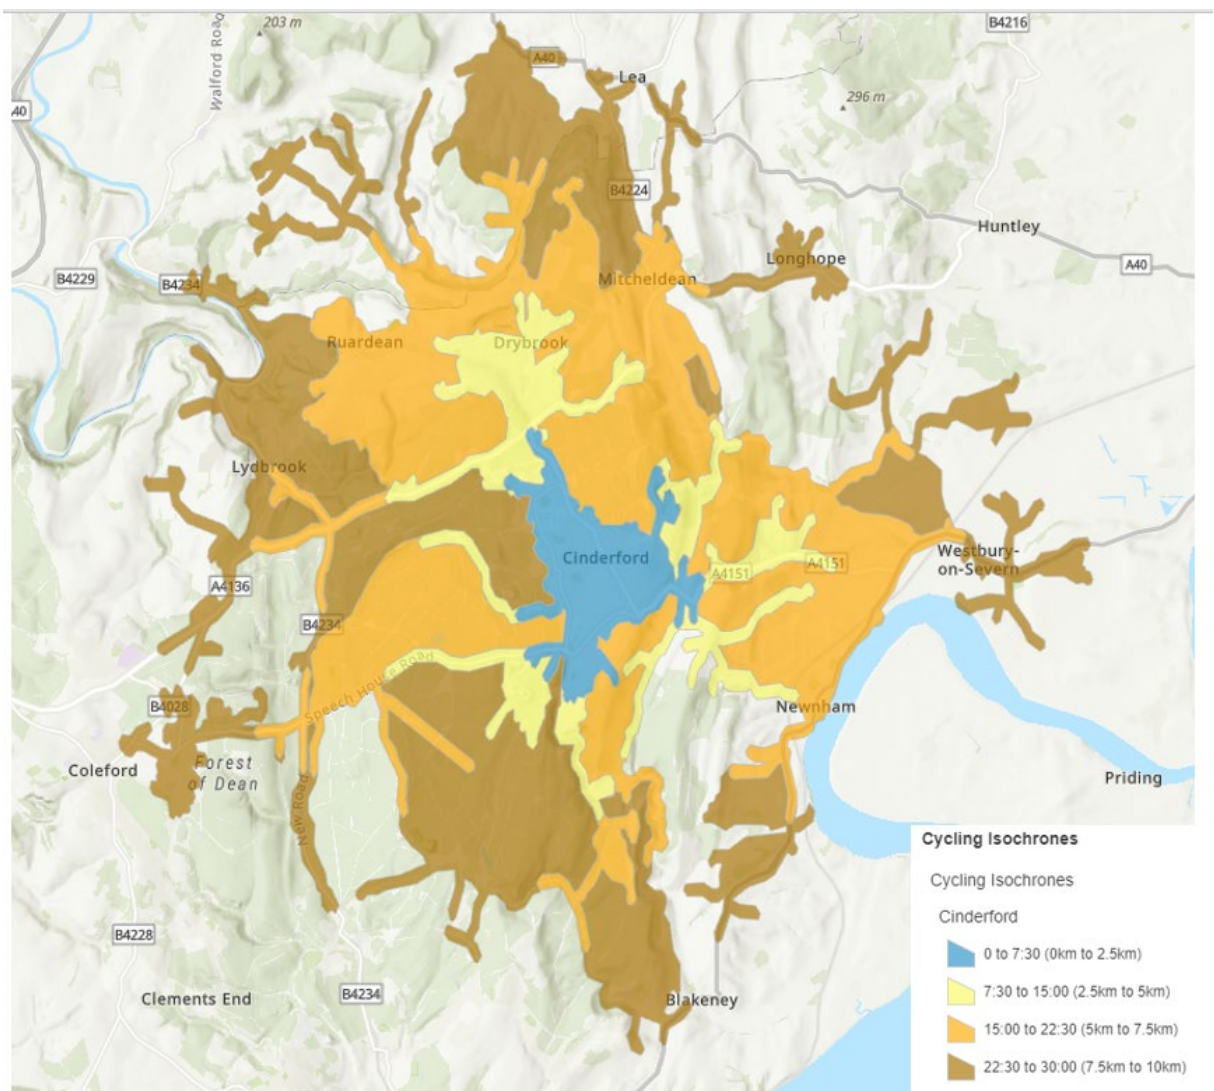 203 m
B4216
Walford Road
A40
Lea
40
296 m
B4224
Huntley
Longhope
A40
B4229
B4234
Mitcheldean
Ruardean
Drybrook
Lydbrook
Cinderford
Westbury-
on-Severn
A4151
A4151
A4136
B4234
Speech House Road
B4028
Newnham
Forest
of Dean
Coleford
Priding
New Road
Cycling Isochrones
Cycling Isochrones
Cinderford
0 to 7:30 (0km to 2.5km)
7:30 to 15:00 (2.5km to 5km)
15:00 to 22:30 (5km to 7.5km)
22:30 to 30:00 (7.5km to 10km)
B4228
Clements End
B4234
Blakeney